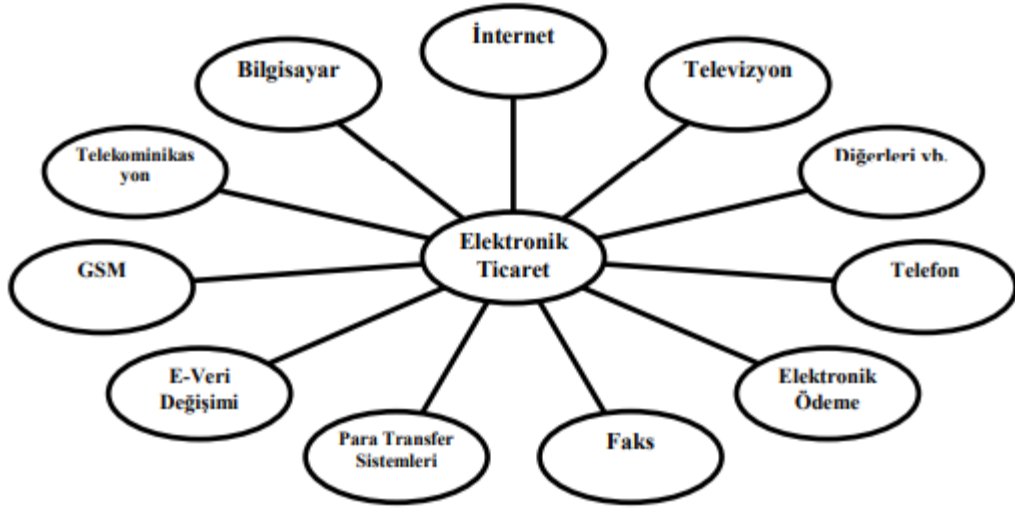 İnternet
Bilgisayar
Televizyon
Telekominikas
yon
Diğerleri vb.
Elektronik
Ticaret
GSM
Telefon
E-Veri
Değişimi
Elektronik
Ödeme
Para Transfer
Sistemleri
Faks